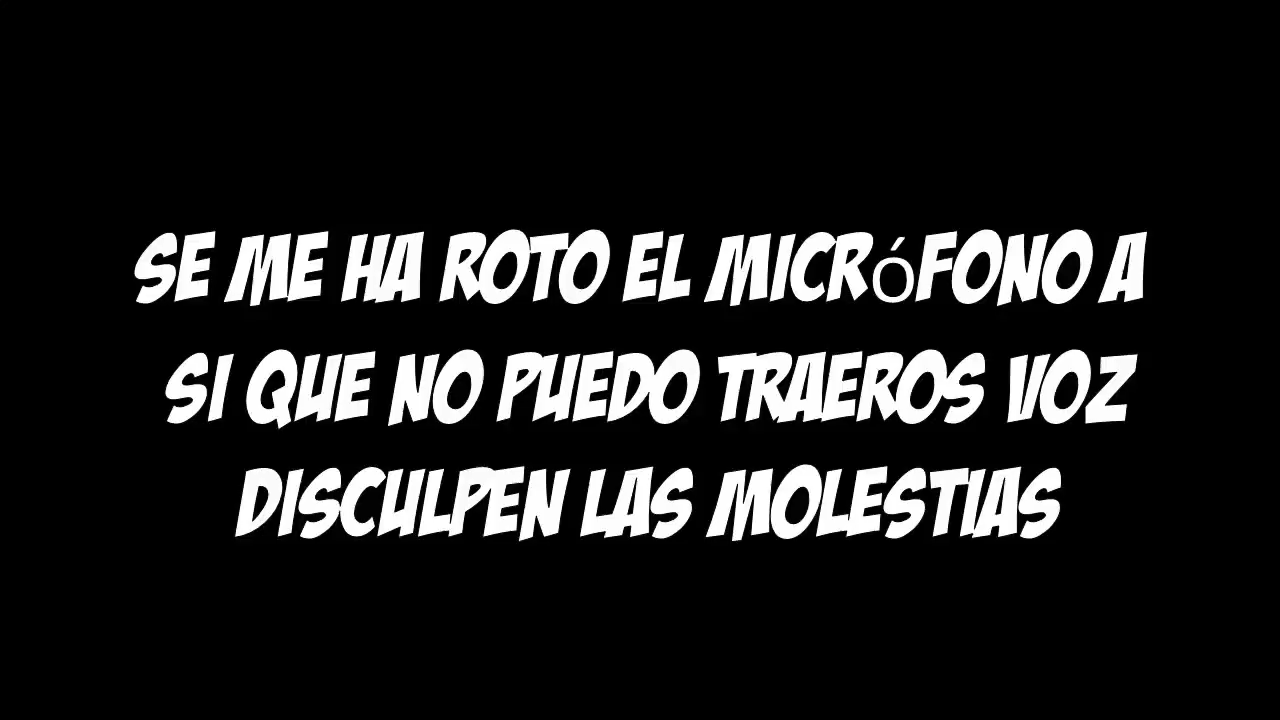 SE ME HA ROTO EL MICRóFONO A
SI QUE NO PUEDO TRAEROS VOZ
DISCULPEN LAS MOLESTIAS